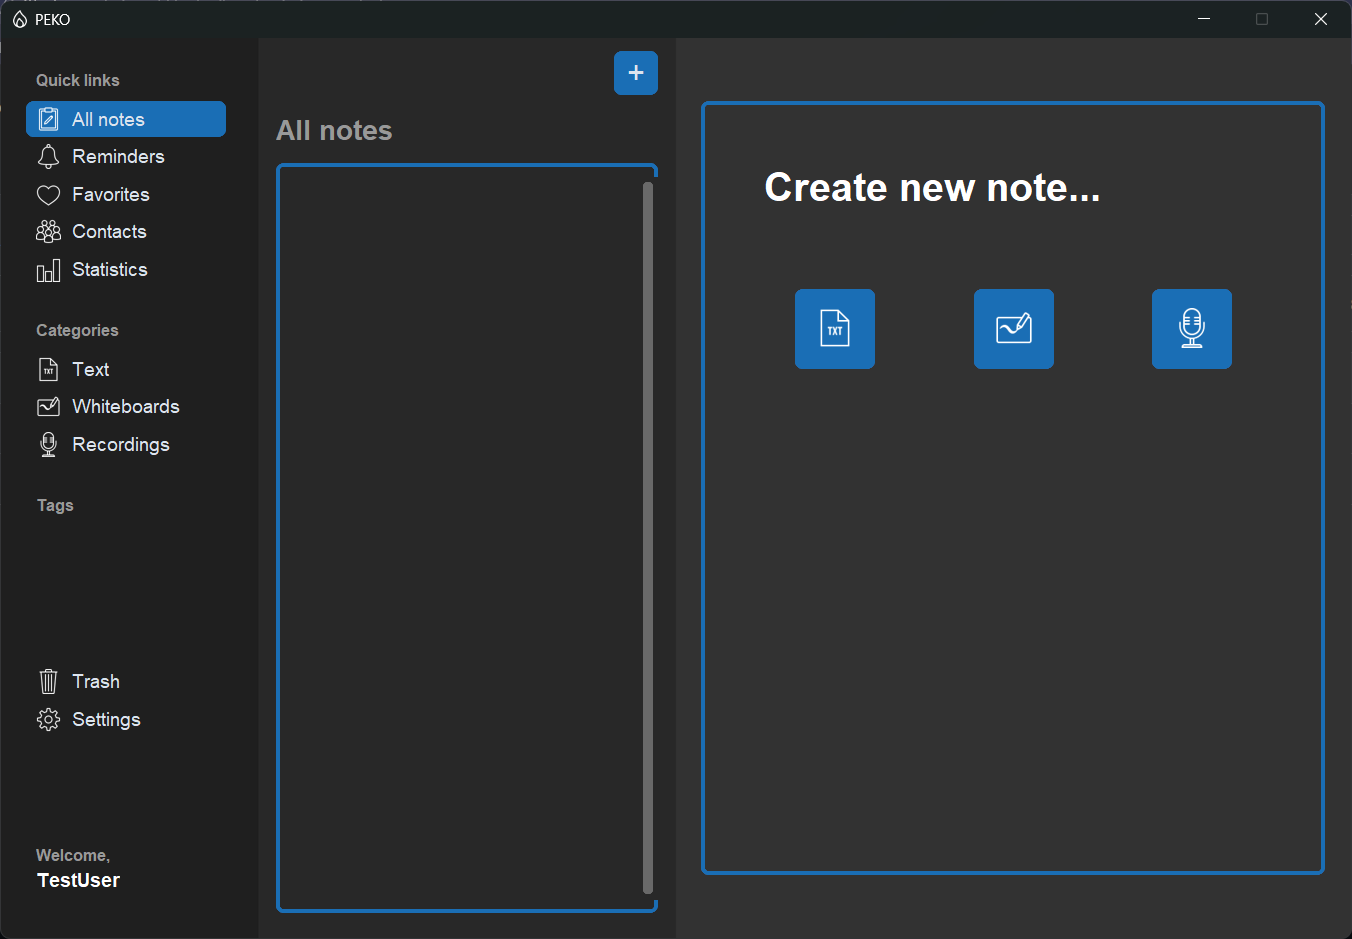 PEKO
Quick links
All notes
Reminders
Favorites
Contacts
Statistics
Categories
TXT Text
Whiteboards
Recordings
Tags
Trash
Settings
Welcome,
TestUser
+
All notes
Create new note...
TXT